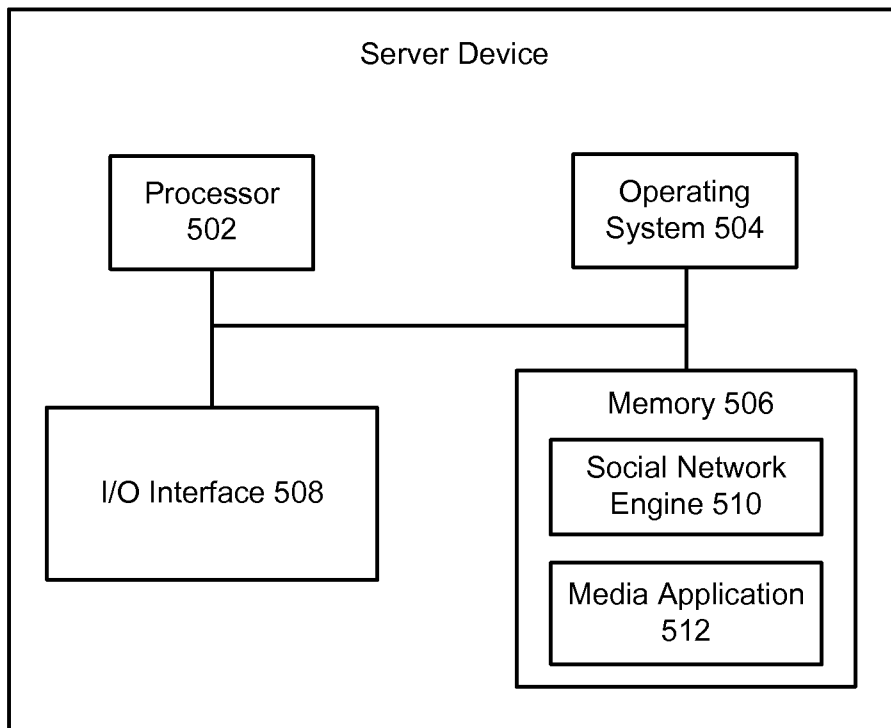 Server Device
Processor
502
Operating
System 504
I/O Interface 508
Memory 506
Social Network
Engine 510
Media Application
512